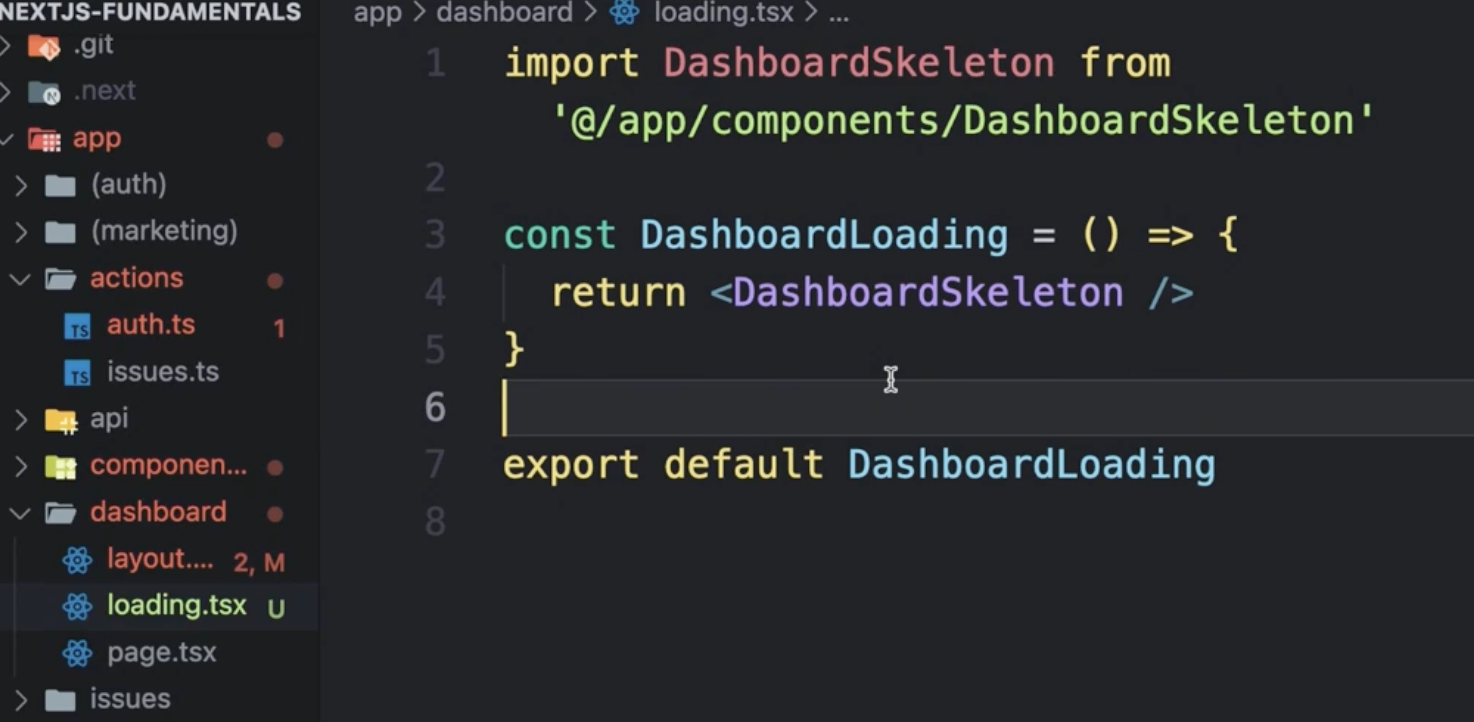 NEXTJS-FUNDAMENTALS
.git
.next
app
(auth)
(marketing)
actions
auth.ts 1
issues.ts
api
componen...
dashboard
layout.... 2, M
loading.tsx U
page.tsx
issues
app > dashboard > loading.tsx > ...
1 import DashboardSkeleton from
'@/app/components/DashboardSkeleton'
2
3 const DashboardLoading = () => {
4 return <DashboardSkeleton />
5 }
6
7 export default DashboardLoading
8